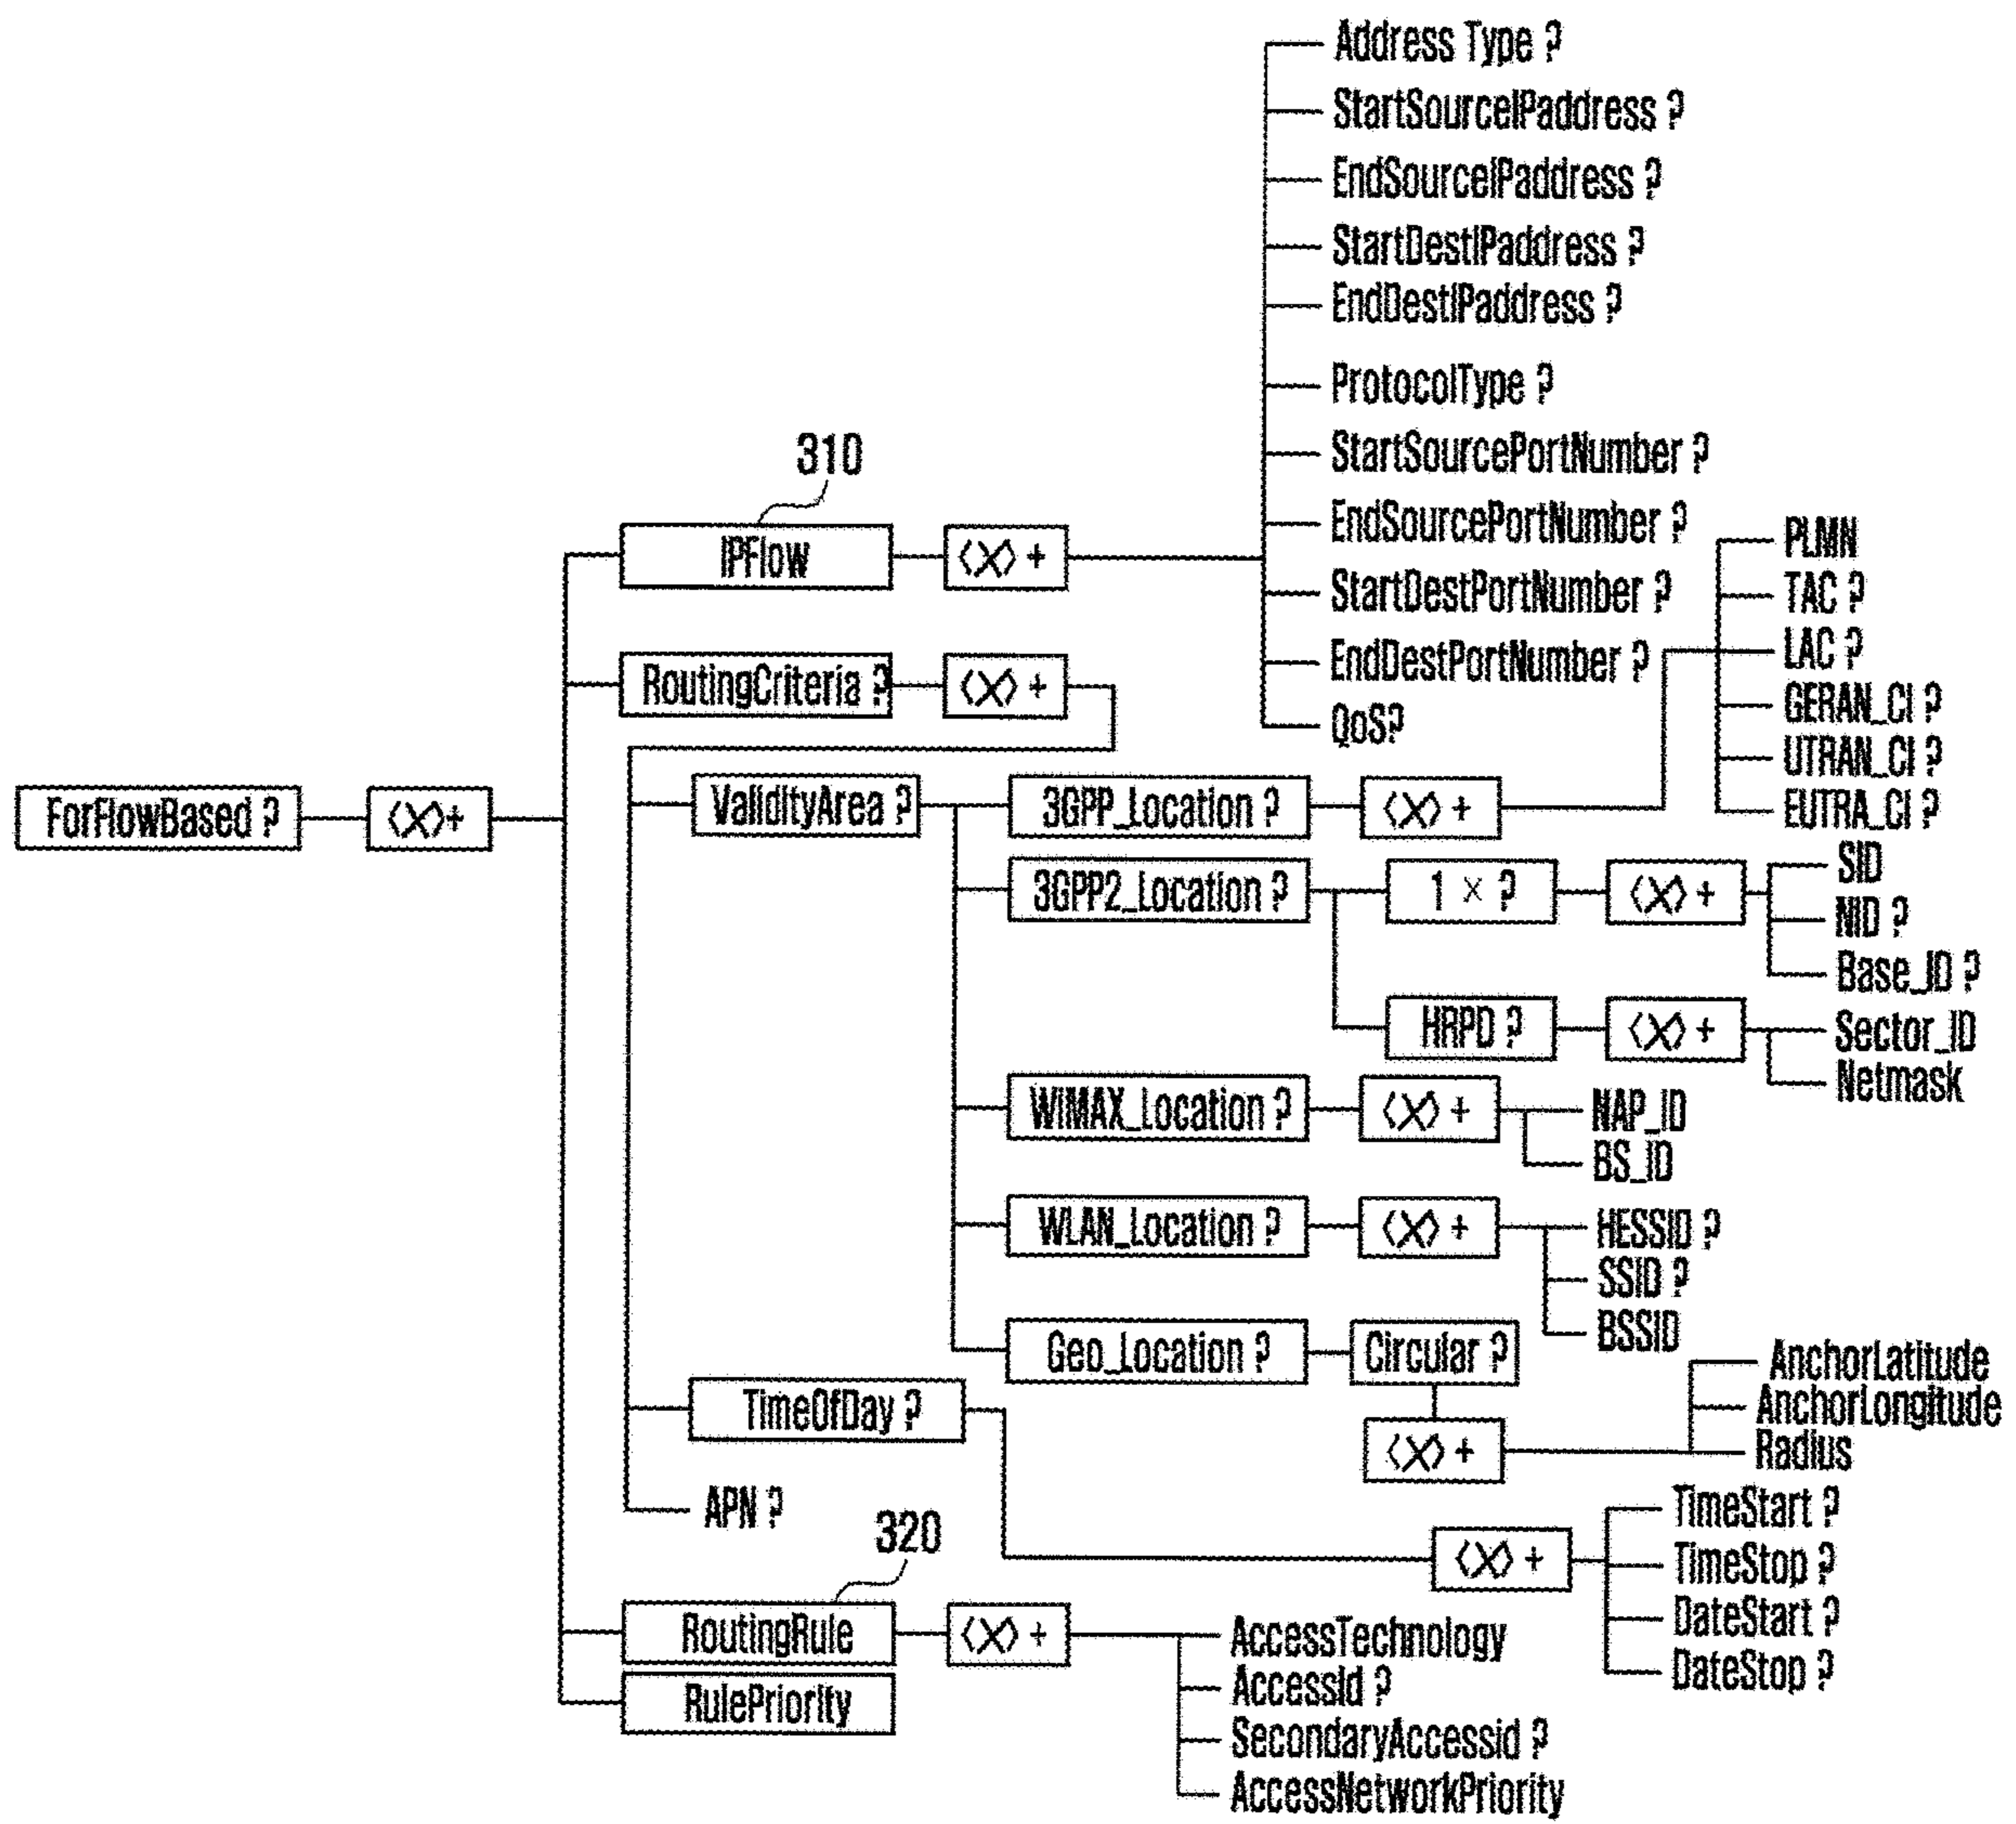 Address Type ?
StartSourceIPaddress ?
EndSourceIPaddress ?
StartDestIPaddress ?
EndDestIPaddress ?
ProtocolType ?
StartSourcePortNumber ?
EndSourcePortNumber ?
StartDestPortNumber ?
EndDestPortNumber ?
QoS?
310
IPFlow
<X> +
RoutingCriteria ?
<X> +
PLMN
TAC ?
LAC ?
GERAN_CI ?
UTRAN_CI ?
EUTRA_CI ?
ForFlowBased ?
<X>+
ValidityArea ?
3GPP_Location ?
<X> +
3GPP2_Location ?
1 × ?
<X> +
SID
NID ?
Base_ID ?
HRPD ?
<X> +
Sector_ID
Netmask
WIMAX_Location ?
<X> +
NAP_ID
BS_ID
WLAN_Location ?
<X> +
HESSID ?
SSID ?
BSSID
Geo_Location ?
Circular ?
<X> +
AnchorLatitude
AnchorLongitude
Radius
TimeOfDay ?
<X> +
TimeStart ?
TimeStop ?
DateStart ?
DateStop ?
APN ?
320
RoutingRule
<X> +
AccessTechnology
AccessId ?
SecondaryAccessid ?
AccessNetworkPriority
RulePriority